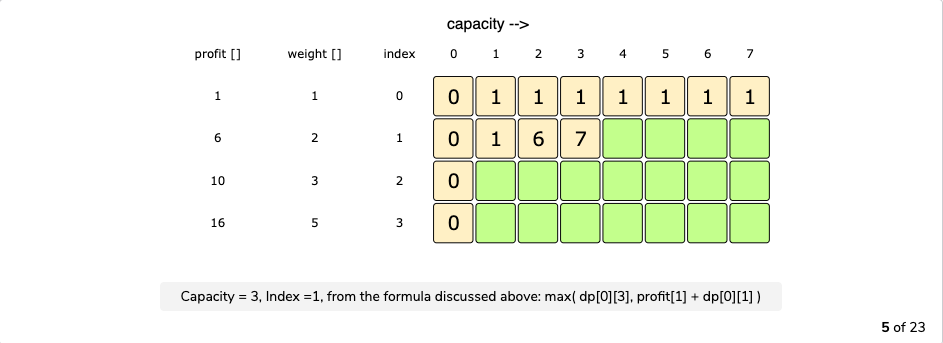 capacity -->
profit [] weight [] index 0 1 2 3 4 5 6 7
1 1 0 0 1 1 1 1 1 1 1
6 2 1 0 1 6 7
10 3 2 0
16 5 3 0
Capacity = 3, Index =1, from the formula discussed above: max( dp[0][3], profit[1] + dp[0][1] )
5 of 23